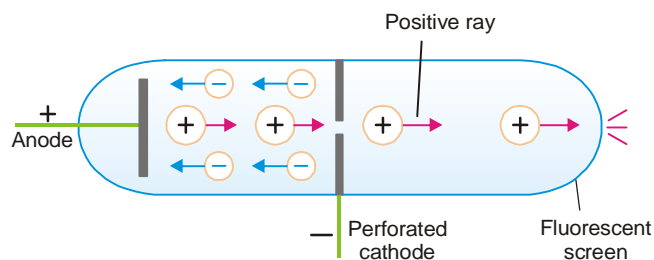 Positive ray
+
Anode
− −
+ + + +
− −
−
Perforated
cathode
Fluorescent
screen